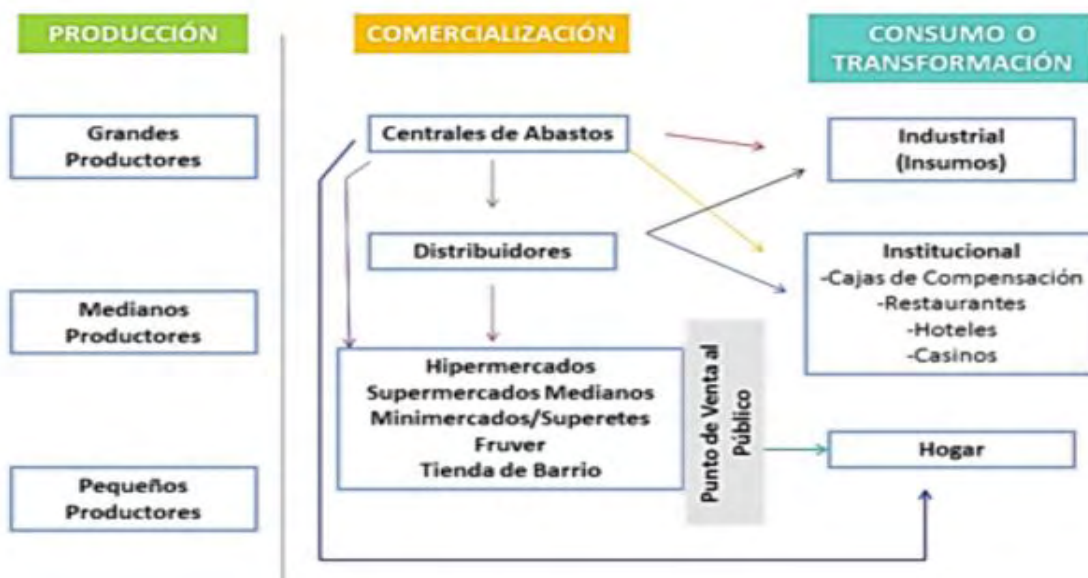 PRODUCCIÓN
Grandes
Productores
Medianos
Productores
Pequeños
Productores
COMERCIALIZACIÓN
Centrales de Abastos
Distribuidores
Hipermercados
Supermercados Medianos
Minimercados/Superetes
Fruver
Tienda de Barrio
Punto de Venta al
Público
CONSUMO O
TRANSFORMACIÓN
Industrial
(Insumos)
Institucional
-Cajas de Compensación
-Restaurantes
-Hoteles
-Casinos
Hogar